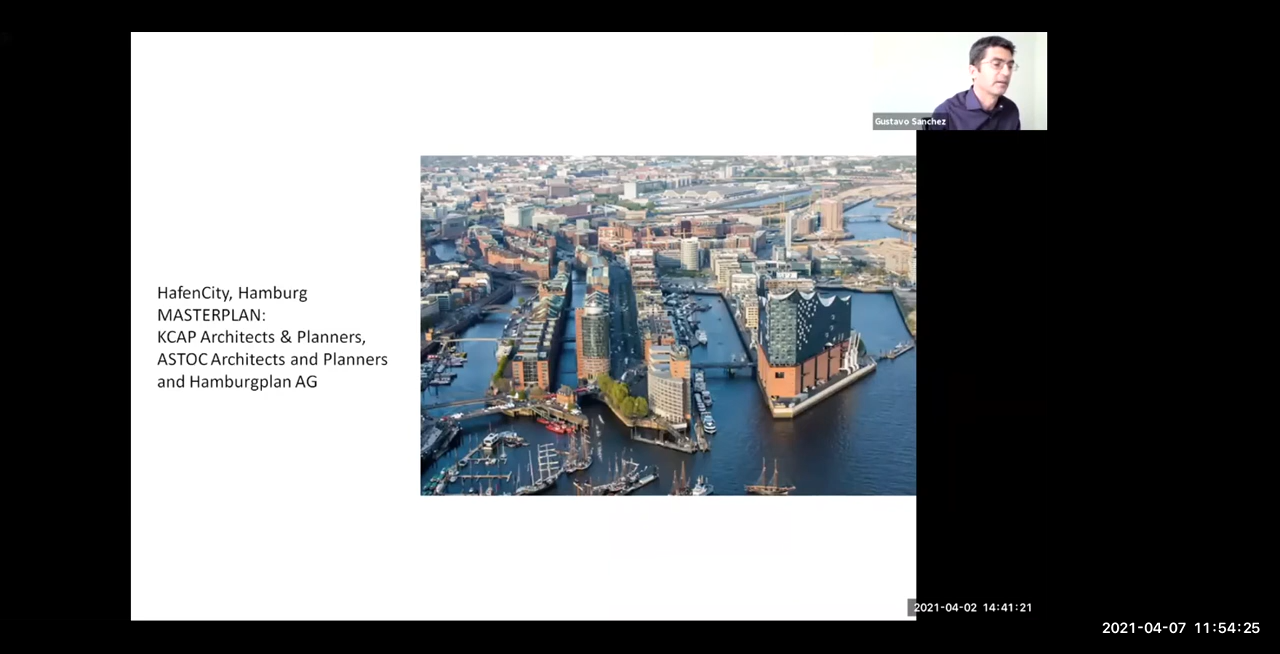 Gustavo Sanchez
HafenCity, Hamburg
MASTERPLAN:
KCAP Architects & Planners,
ASTOC Architects and Planners
and Hamburgplan AG
2021-04-02 14:41:21
2021-04-07 11:54:25